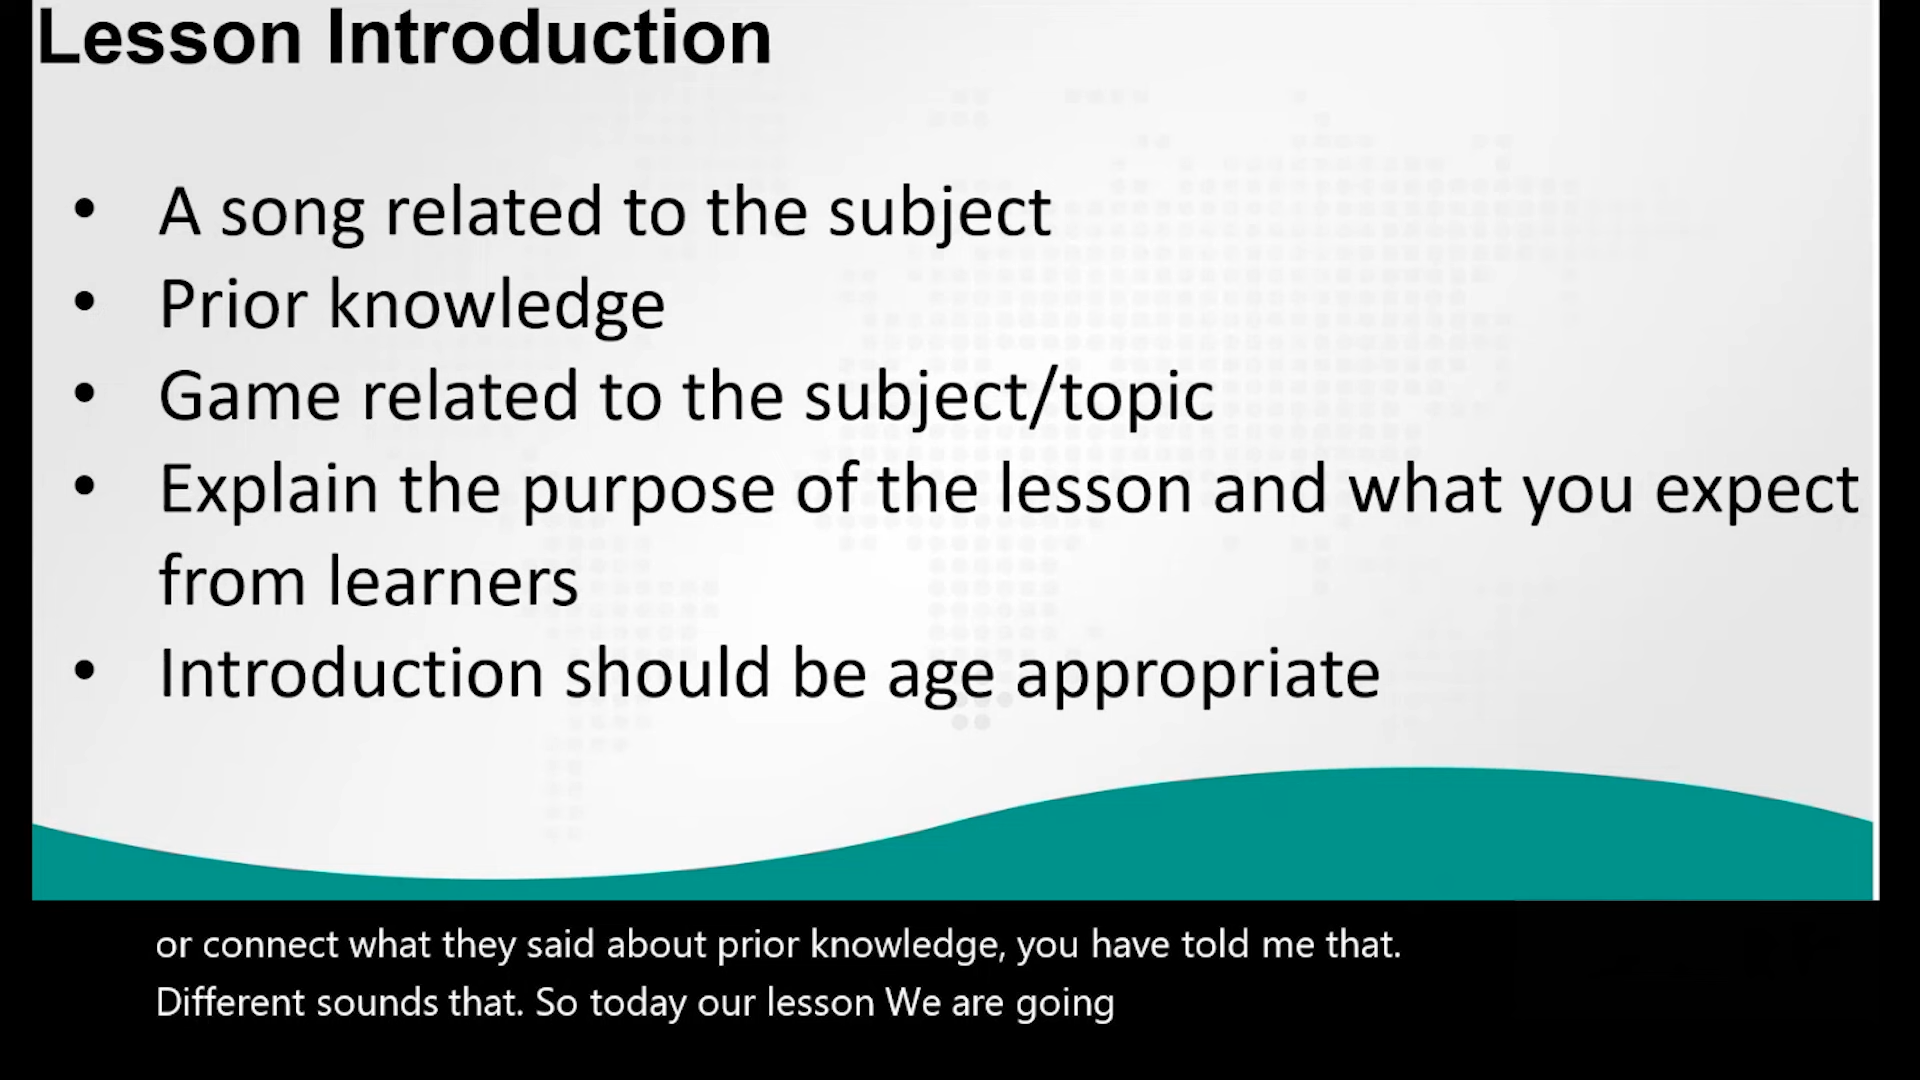 Lesson Introduction
• A song related to the subject
• Prior knowledge
• Game related to the subject/topic
• Explain the purpose of the lesson and what you expect
from learners
• Introduction should be age appropriate
or connect what they said about prior knowledge, you have told me that.
Different sounds that. So today our lesson We are going